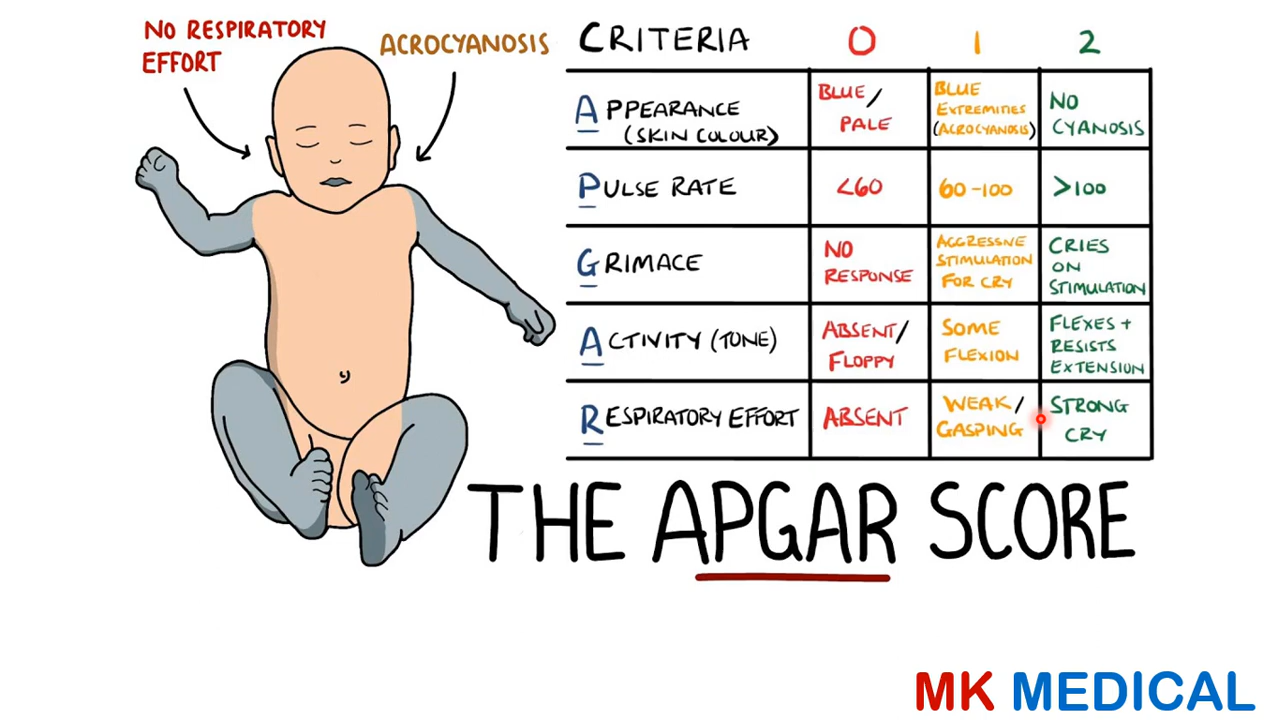 NO RESPIRATORY
EFFORT
ACROCYANOSIS
CRITERIA 0 1 2
APPEARANCE
(SKIN COLOUR)
BLUE/
PALE
BLUE
EXTREMITIES
(ACROCYANOSIS)
NO
CYANOSIS
PULSE RATE
<60
60-100
>100
GRIMACE
NO
RESPONSE
AGGRESSIVE
STIMULATION
FOR CRY
CRIES
ON
STIMULATION
ACTIVITY (TONE)
ABSENT/
FLOPPY
SOME
FLEXION
FLEXES +
RESISTS
EXTENSION
RESPIRATORY EFFORT
ABSENT
WEAK/
GASPING
STRONG
CRY
THE APGAR SCORE
MK MEDICAL